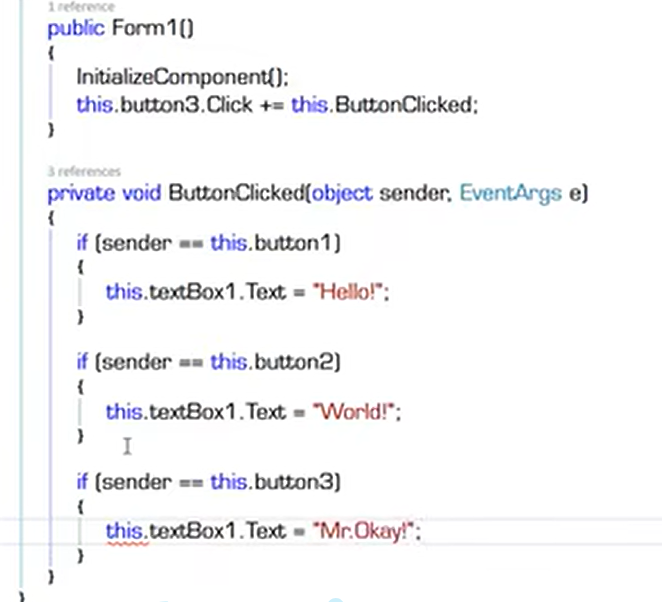 1 reference
public Form1()
{
InitializeComponent();
this.button3.Click += this.ButtonClicked;
}
3 references
private void ButtonClicked(object sender, EventArgs e)
{
if (sender == this.button1)
{
this.textBox1.Text = "Hello!";
}
if (sender == this.button2)
{
this.textBox1.Text = "World!";
}
if (sender == this.button3)
{
this.textBox1.Text = "Mr.Okay!";
}
}
}